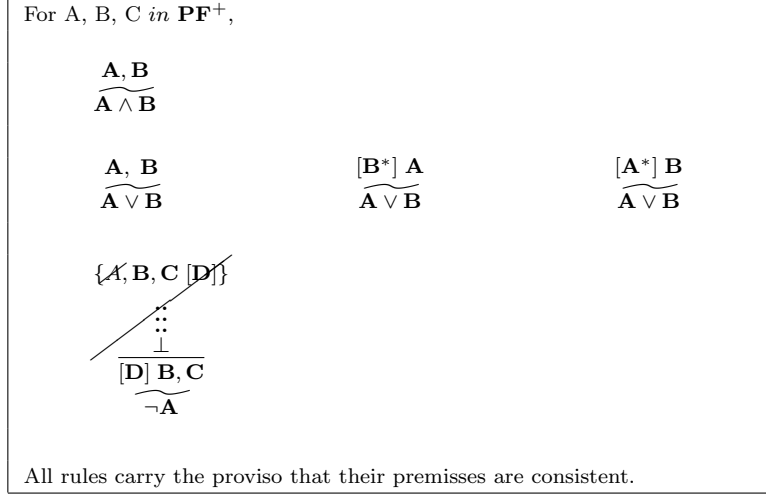 For A, B, C in PF⁺,
A, B
A ∧ B
A, B [B*] A [A*] B
A ∨ B A ∨ B A ∨ B
{A, B, C [D]}
⊥
[D] B, C
¬A
All rules carry the proviso that their premisses are consistent.